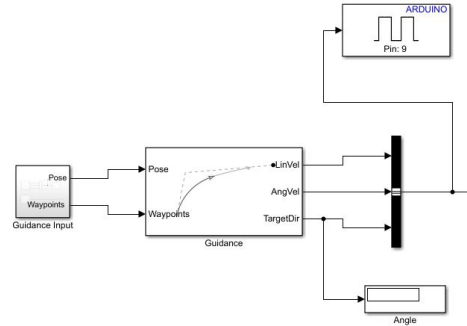 ARDUINO
Pin: 9
Pose
Waypoints
Guidance Input
Pose
Waypoints
LinVel
AngVel
TargetDir
Guidance
Angle